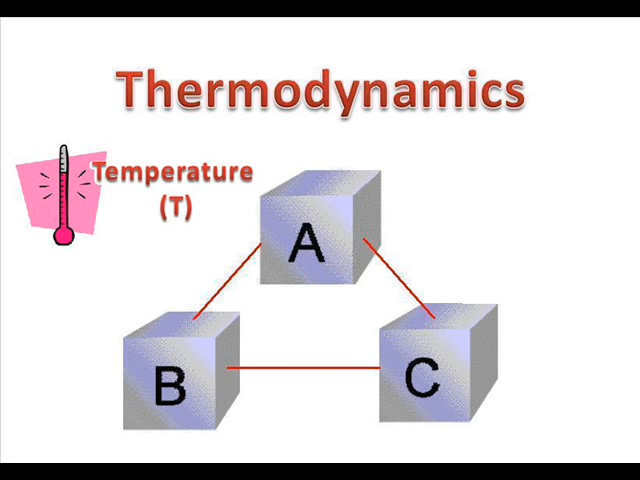 Thermodynamics
Temperature
(T)
A
B
C